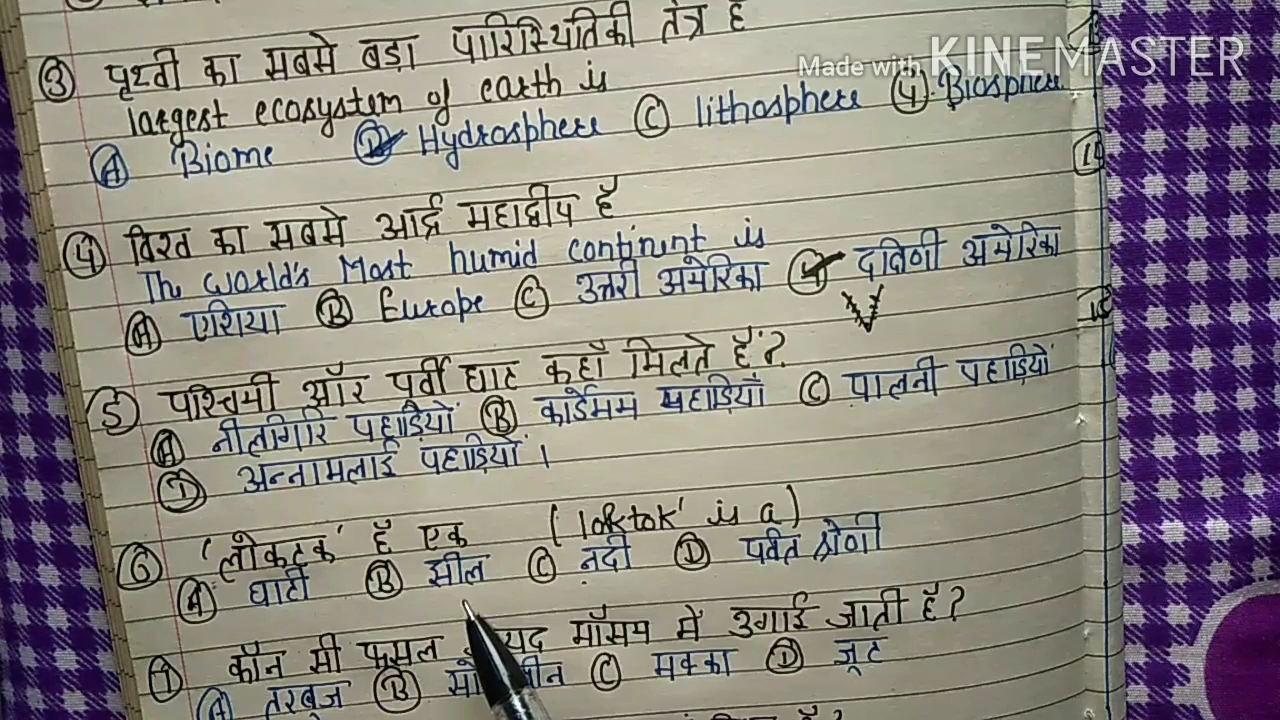 Made with KINEMASTER
③ पृथ्वी का सबसे बड़ा पारिस्थितिकी तंत्र है
largest ecosystem of earth is
Ⓐ Biome Ⓑ Hydrosphere Ⓒ lithosphere ④ Biosphere
④ विश्व का सबसे आर्द्र महाद्वीप है
The world's Most humid continent is
Ⓐ एशिया Ⓑ Europe Ⓒ उत्तरी अमेरिका दक्षिणी अमेरिका
⑤ पश्चिमी और पूर्वी घाट कहाँ मिलते हैं?
Ⓐ नीलगिरि पहाड़ियों Ⓑ कार्डेमम पहाड़ियों Ⓒ पालनी पहाड़ियों
Ⓓ अन्नामलाई पहाड़ियों।
⑥ 'लोकटक' है एक (loktok' is a)
Ⓐ घाटी Ⓑ झील Ⓒ नदी Ⓓ पर्वत श्रेणी
⑦ कौन सी फसल मौसम में उगाई जाती है?
Ⓐ तरबूज Ⓑ Ⓒ मक्का Ⓓ जूट